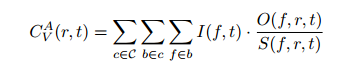 $C_V^A(r,t) = \sum_{c \in \mathcal{C}} \sum_{b \in c} \sum_{f \in b} I(f,t) \cdot \frac{O(f,r,t)}{S(f,r,t)}$